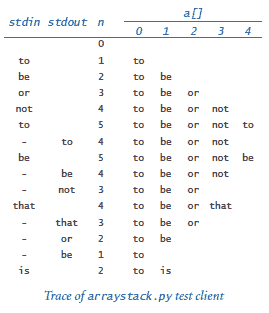 a[]
stdin stdout n 0 1 2 3 4
0
to 1 to
be 2 to be
or 3 to be or
not 4 to be or not
to 5 to be or not to
- to 4 to be or not
be 5 to be or not be
- be 4 to be or not
- not 3 to be or
that 4 to be or that
- that 3 to be or
- or 2 to be
- be 1 to
is 2 to is
Trace of arraystack.py test client